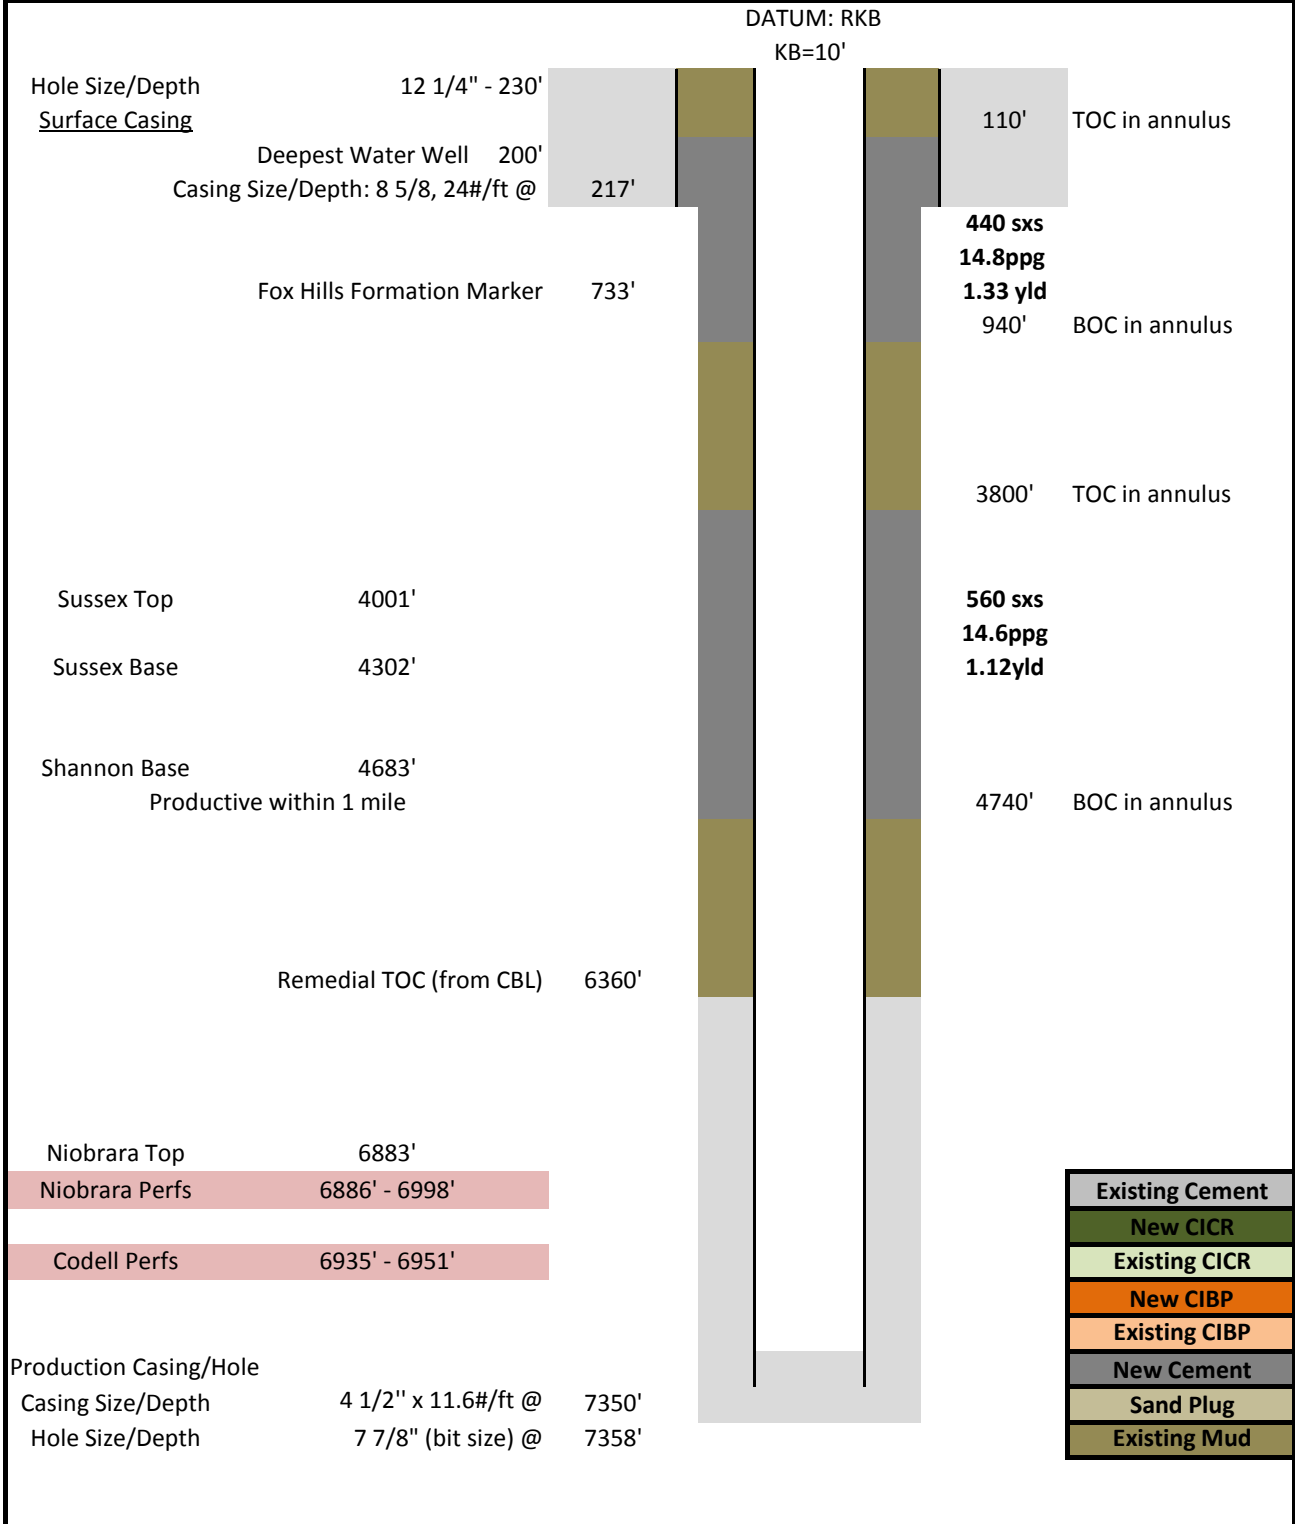 DATUM: RKB
KB=10'
Hole Size/Depth 12 1/4" - 230'
Surface Casing 110' TOC in annulus
Deepest Water Well 200'
Casing Size/Depth: 8 5/8, 24#/ft @ 217'
440 sxs
14.8ppg
Fox Hills Formation Marker 733' 1.33 yld
940' BOC in annulus
3800' TOC in annulus
Sussex Top 4001' 560 sxs
14.6ppg
Sussex Base 4302' 1.12yld
Shannon Base 4683'
Productive within 1 mile 4740' BOC in annulus
Remedial TOC (from CBL) 6360'
Niobrara Top 6883'
Niobrara Perfs 6886' - 6998' Existing Cement
New CICR
Codell Perfs 6935' - 6951' Existing CICR
New CIBP
Existing CIBP
Production Casing/Hole New Cement
Casing Size/Depth 4 1/2'' x 11.6#/ft @ 7350' Sand Plug
Hole Size/Depth 7 7/8" (bit size) @ 7358' Existing Mud